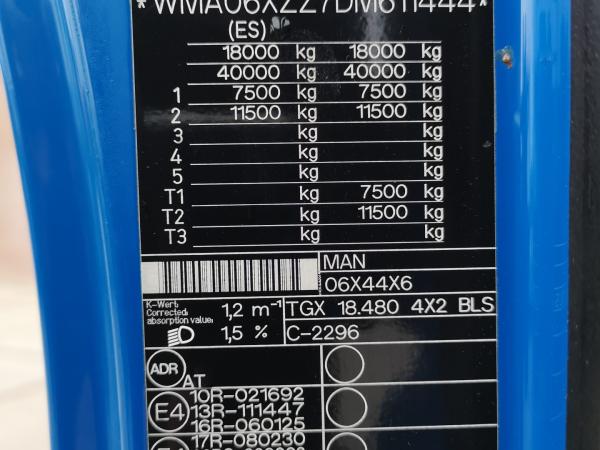 (ES)
18000 kg 18000 kg
40000 kg 40000 kg
1 7500 kg 7500 kg
2 11500 kg 11500 kg
3 kg kg
4 kg kg
5 kg kg
T1 kg 7500 kg
T2 kg 11500 kg
T3 kg kg
MAN
06X44X6
K-Wert:
Corrected
absorption value: 1,2 m⁻¹ TGX 18.480 4X2 BLS
1,5 % C-2296
ADR AT
10R-021692
E4 13R-111447
16R-060125
17R-080230